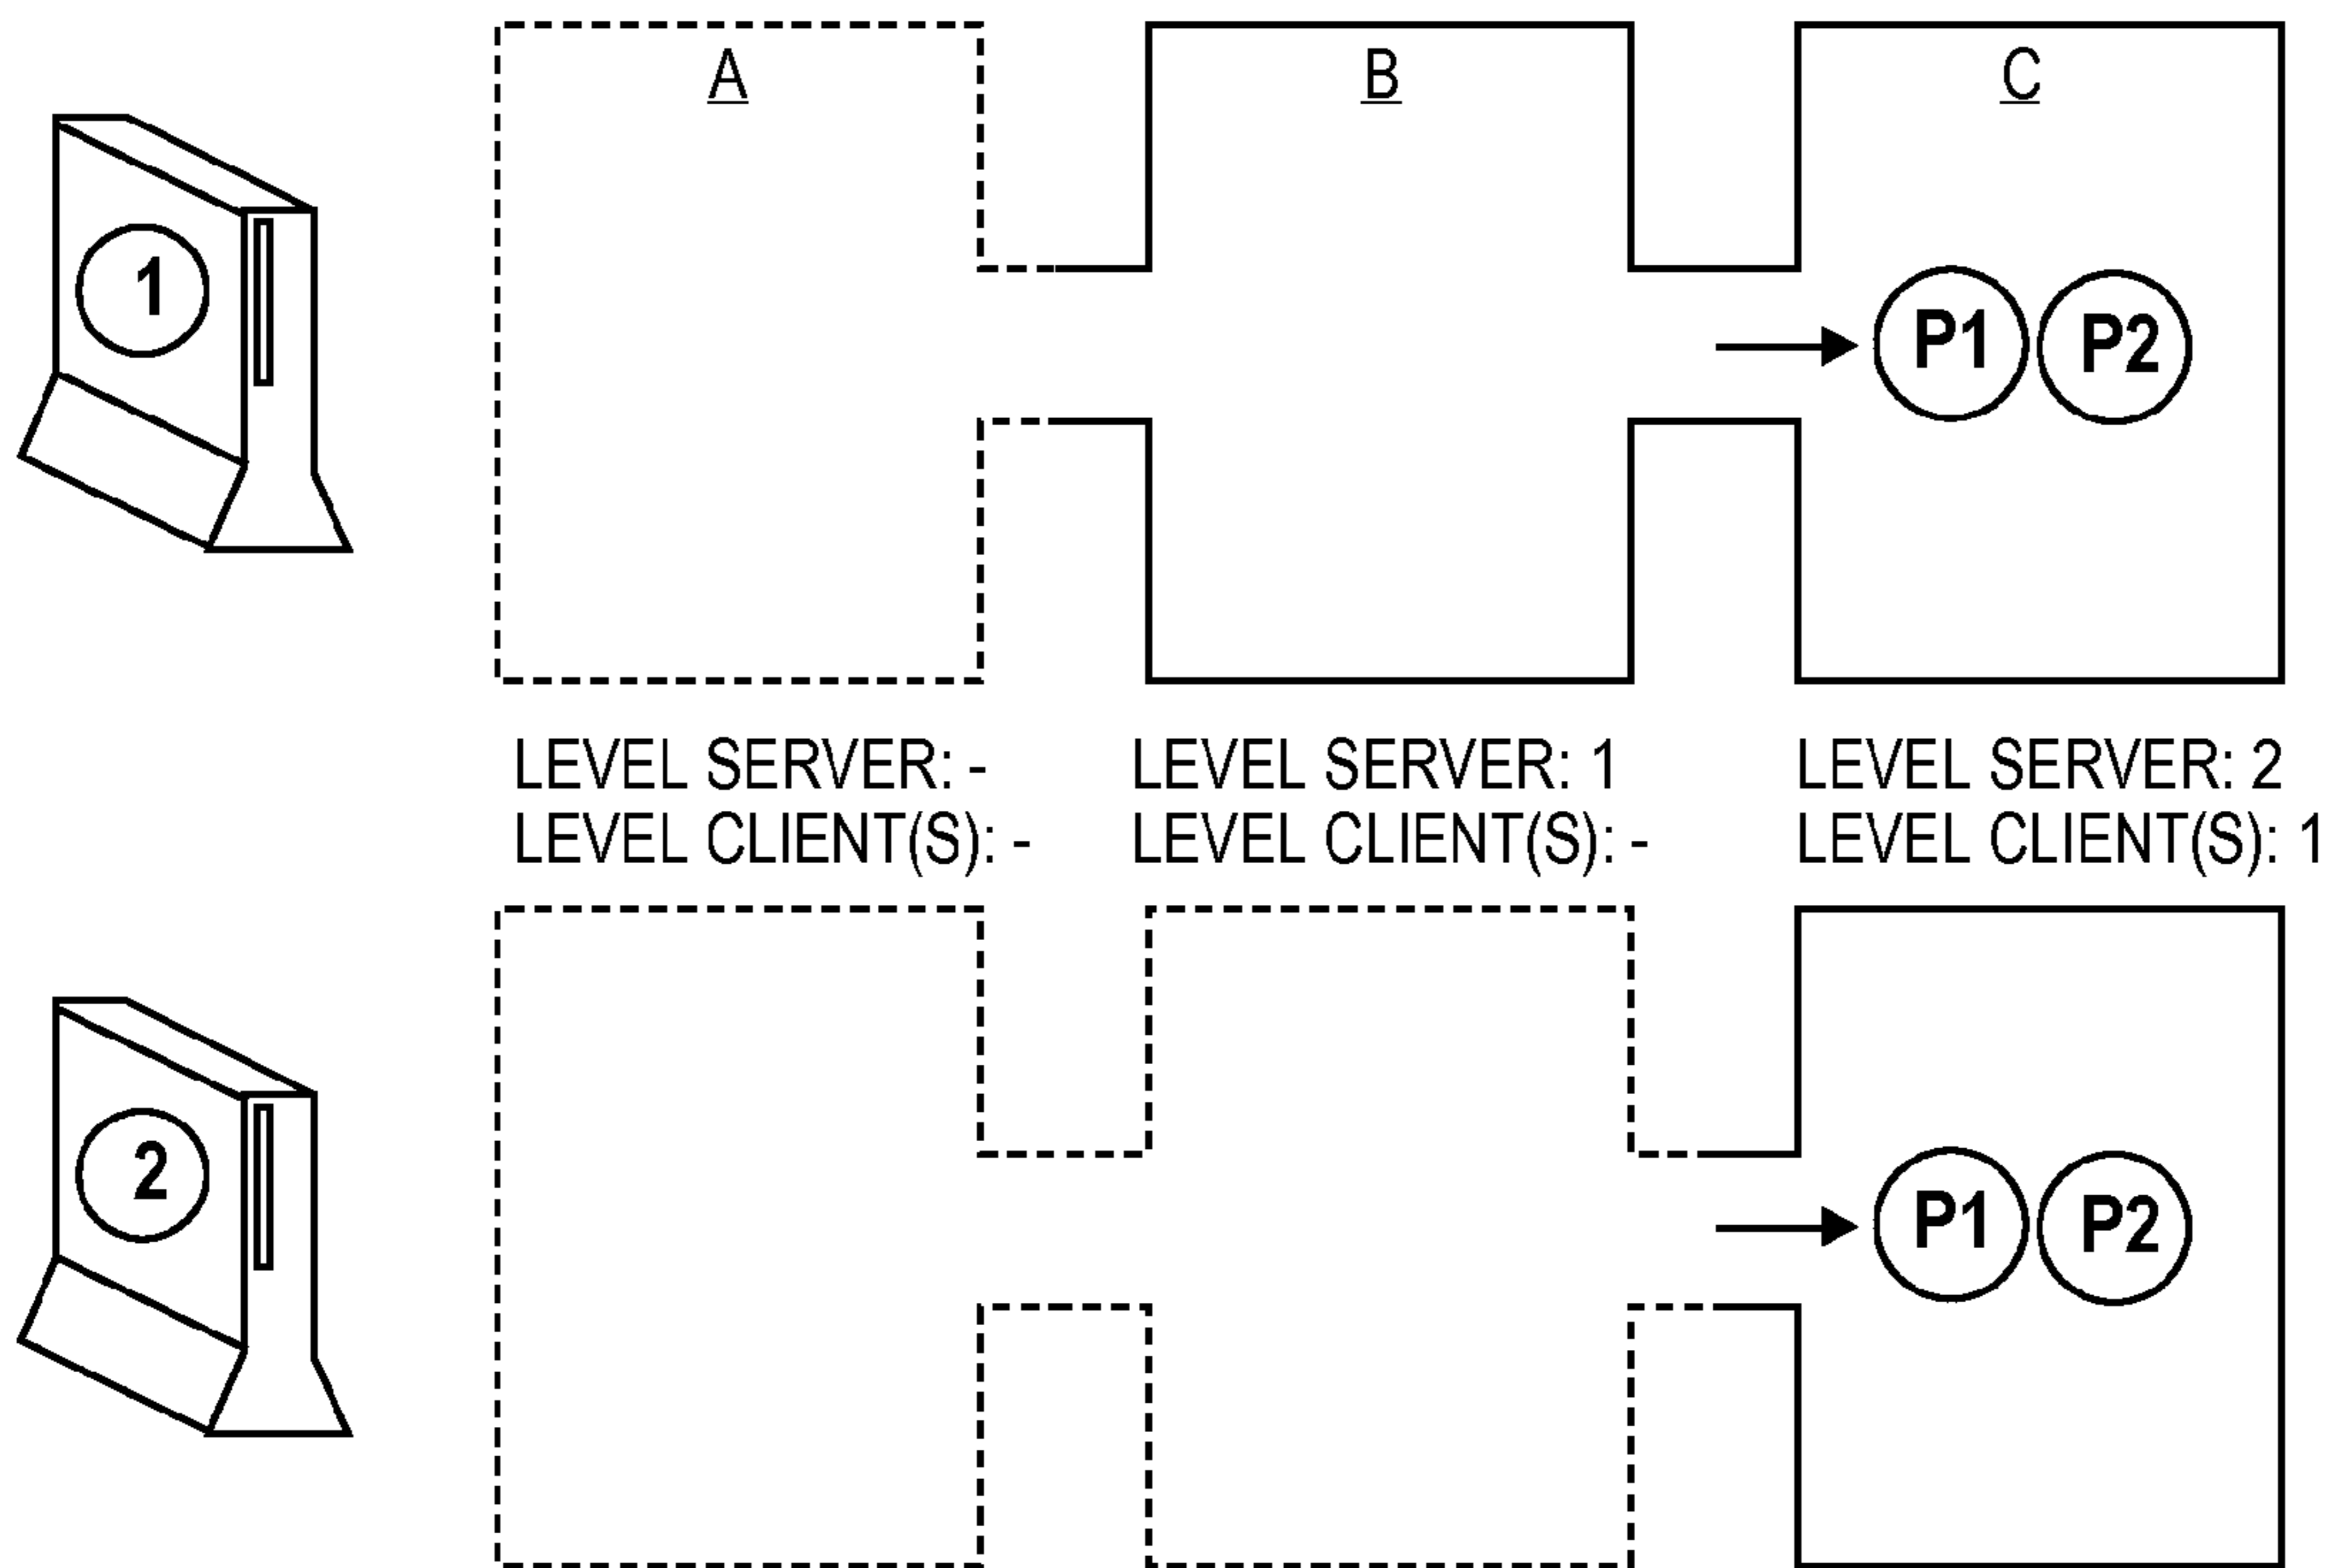 A B C
1
P1 P2
LEVEL SERVER: - LEVEL SERVER: 1 LEVEL SERVER: 2
LEVEL CLIENT(S): - LEVEL CLIENT(S): - LEVEL CLIENT(S): 1
2
P1 P2